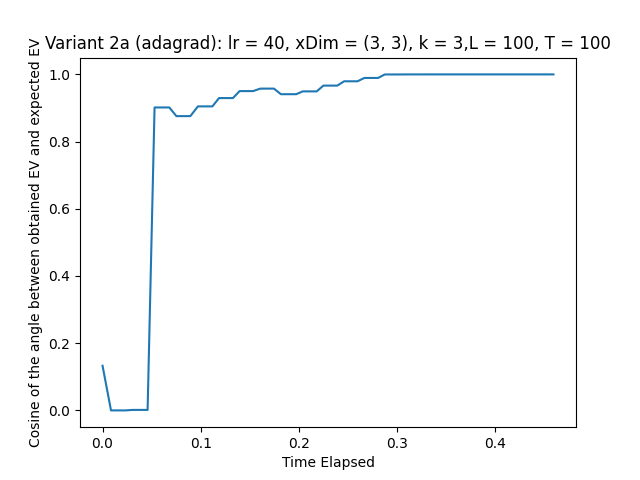 Variant 2a (adagrad): lr = 40, xDim = (3, 3), k = 3,L = 100, T = 100
Cosine of the angle between obtained EV and expected EV
1.0
0.8
0.6
0.4
0.2
0.0
0.0 0.1 0.2 0.3 0.4
Time Elapsed